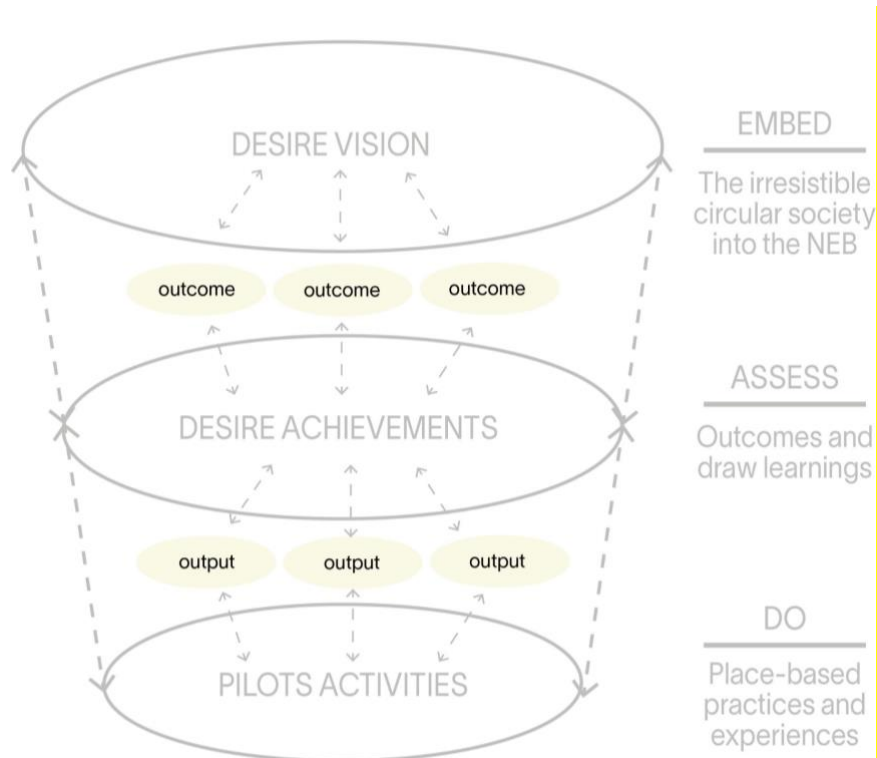 DESIRE VISION
EMBED
The irresistible
circular society
into the NEB
outcome
outcome
outcome
DESIRE ACHIEVEMENTS
ASSESS
Outcomes and
draw learnings
output
output
output
PILOTS ACTIVITIES
DO
Place-based
practices and
experiences